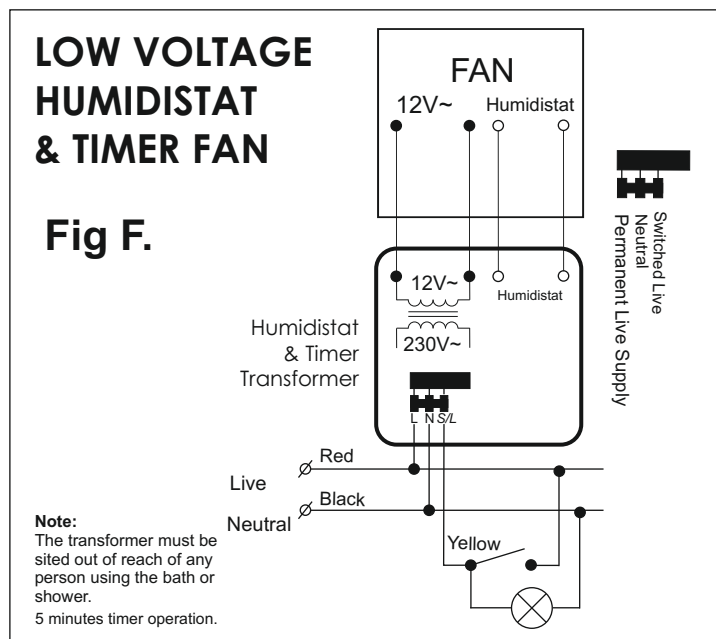 LOW VOLTAGE
HUMIDISTAT
& TIMER FAN
Fig F.
FAN
12V~ Humidistat
Switched Live
Neutral
Permanent Live Supply
12V~ Humidistat
230V~
Humidistat
& Timer
Transformer
L N S/L
Live Red
Neutral Black
Yellow
Note:
The transformer must be
sited out of reach of any
person using the bath or
shower.
5 minutes timer operation.